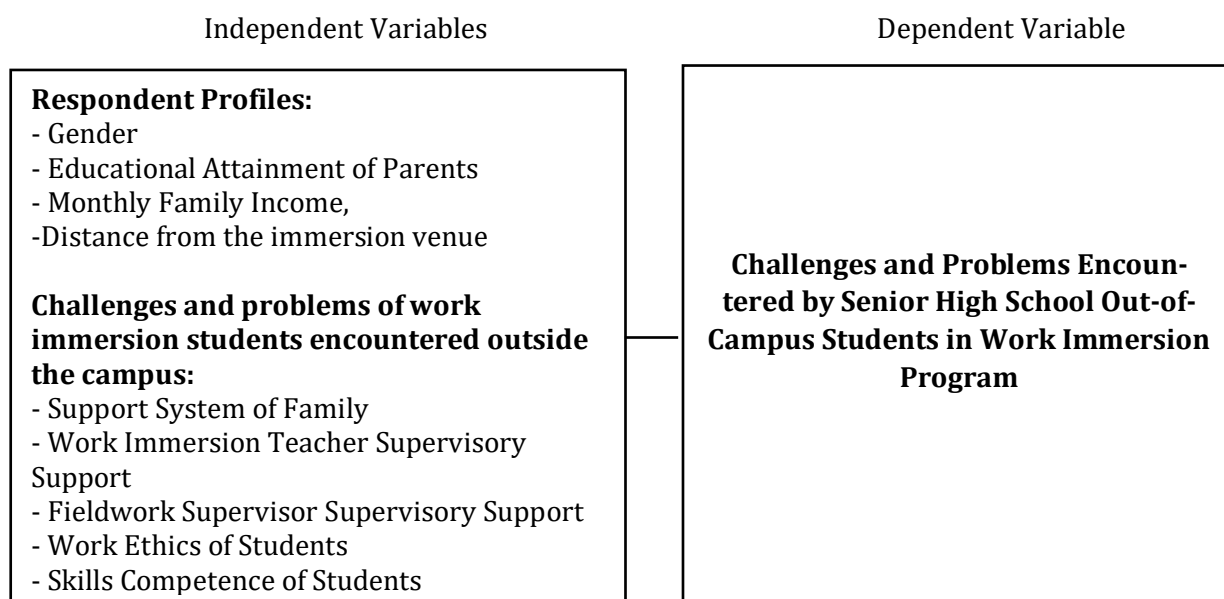 Independent Variables
Dependent Variable
Respondent Profiles:
- Gender
- Educational Attainment of Parents
- Monthly Family Income,
-Distance from the immersion venue
Challenges and problems of work
immersion students encountered outside
the campus:
- Support System of Family
- Work Immersion Teacher Supervisory
Support
- Fieldwork Supervisor Supervisory Support
- Work Ethics of Students
- Skills Competence of Students
Challenges and Problems Encoun-
tered by Senior High School Out-of-
Campus Students in Work Immersion
Program